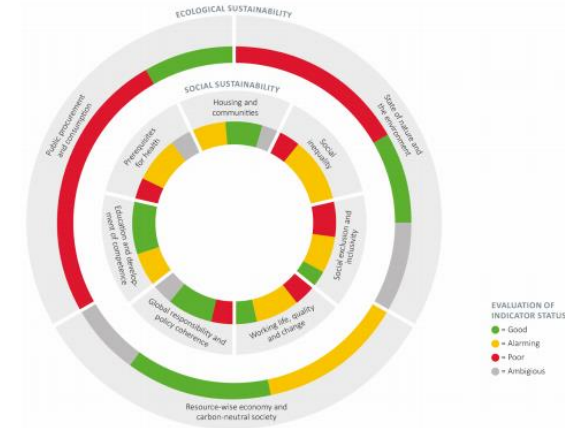 ECOLOGICAL SUSTAINABILITY
Public procurement
and consumption
State of nature and
the environment
Resource-wise economy and
carbon-neutral society
SOCIAL SUSTAINABILITY
Housing and
communities
Social
inequality
Social exclusion and
inclusivity
Working life, quality
and change
Global responsibility and
policy coherence
Education and develop-
ment of competence
Prerequisites
for health
EVALUATION OF
INDICATOR STATUS
= Good
= Alarming
= Poor
= Ambigious